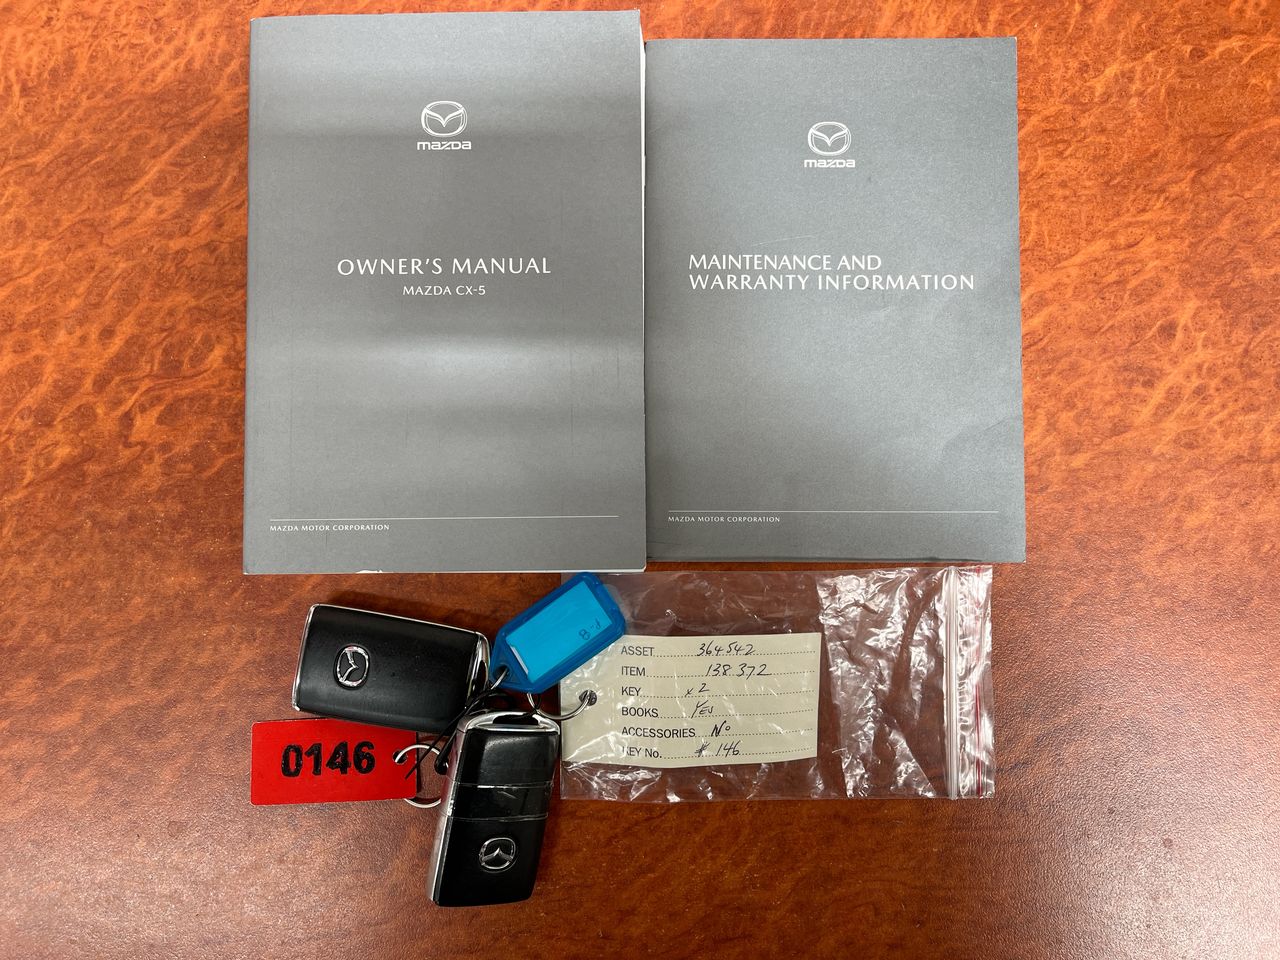 mazda
OWNER'S MANUAL
MAZDA CX-5
MAZDA MOTOR CORPORATION
mazda
MAINTENANCE AND
WARRANTY INFORMATION
MAZDA MOTOR CORPORATION
ASSET 364542
ITEM 138372
KEY x2
BOOKS Yes
ACCESSORIES No
KEY No. # 146
0146